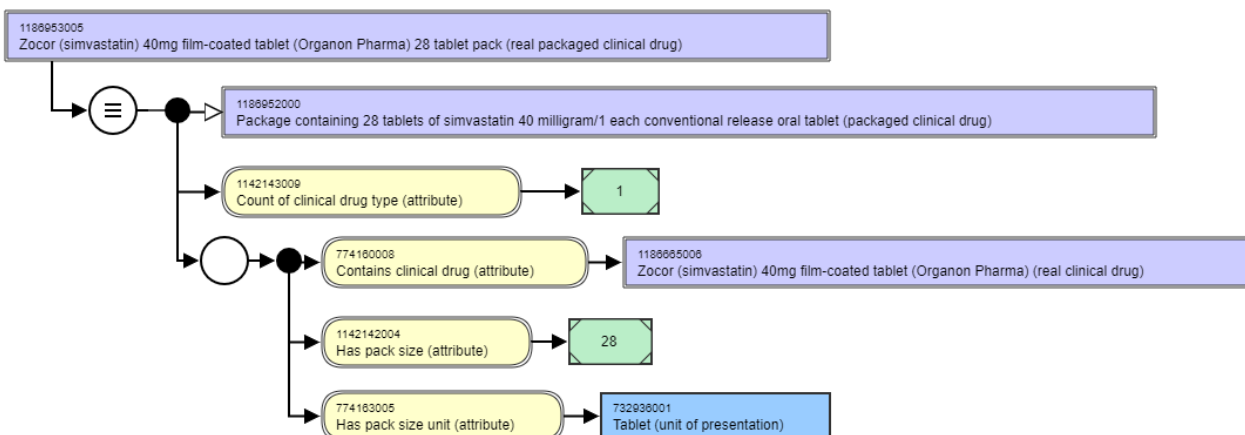 1186953005
Zocor (simvastatin) 40mg film-coated tablet (Organon Pharma) 28 tablet pack (real packaged clinical drug)
1186952000
Package containing 28 tablets of simvastatin 40 milligram/1 each conventional release oral tablet (packaged clinical drug)
1142143009
Count of clinical drug type (attribute)
1
774160008
Contains clinical drug (attribute)
1186665006
Zocor (simvastatin) 40mg film-coated tablet (Organon Pharma) (real clinical drug)
1142142004
Has pack size (attribute)
28
774163005
Has pack size unit (attribute)
732936001
Tablet (unit of presentation)